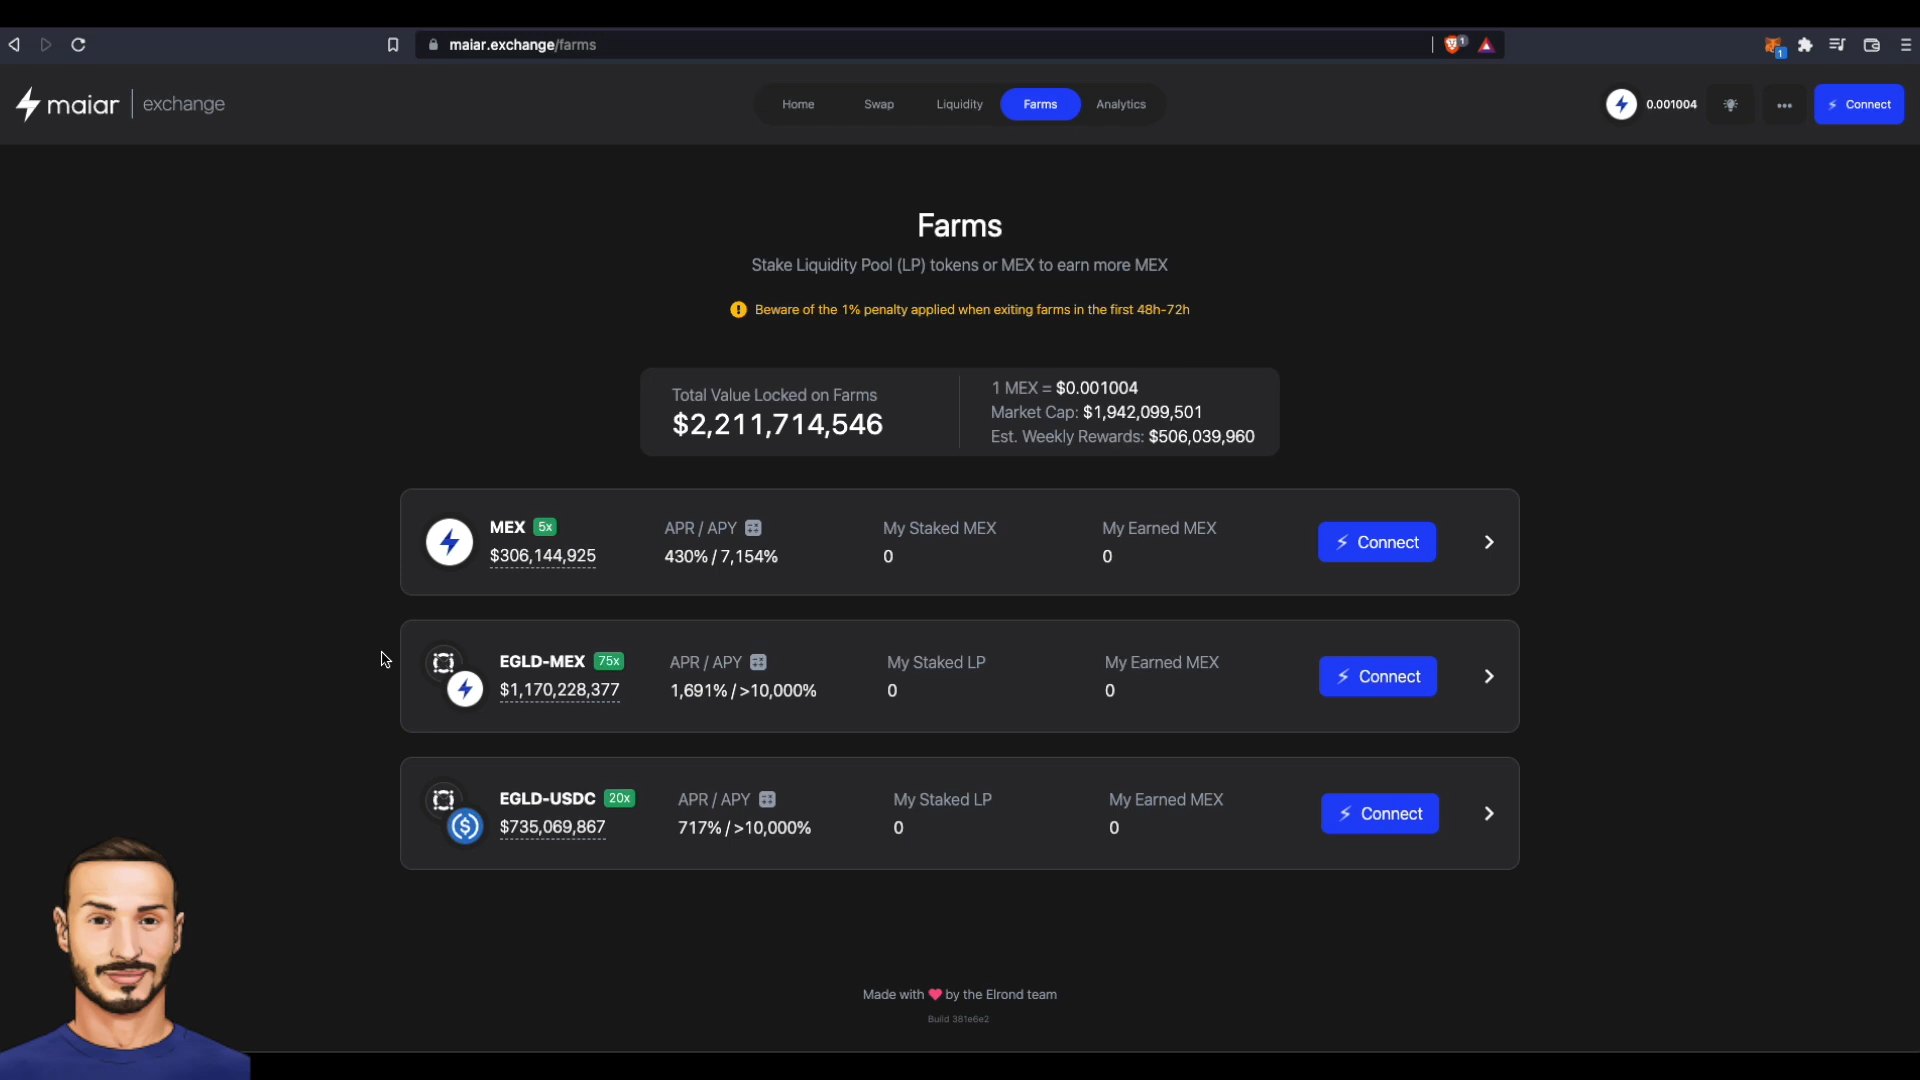 maiar.exchange/farms
1
1
maiar exchange
Home
Swap
Liquidity
Farms
Analytics
0.001004
Connect
Farms
Stake Liquidity Pool (LP) tokens or MEX to earn more MEX
Beware of the 1% penalty applied when exiting farms in the first 48h-72h
Total Value Locked on Farms
$2,211,714,546
1 MEX = $0.001004
Market Cap: $1,942,099,501
Est. Weekly Rewards: $506,039,960
MEX 5x
$306,144,925
APR / APY
430% / 7,154%
My Staked MEX
0
My Earned MEX
0
Connect
EGLD-MEX 75x
$1,170,228,377
APR / APY
1,691% / >10,000%
My Staked LP
0
My Earned MEX
0
Connect
EGLD-USDC 20x
$735,069,867
APR / APY
717% / >10,000%
My Staked LP
0
My Earned MEX
0
Connect
Made with ❤ by the Elrond team
Build 381e6e2